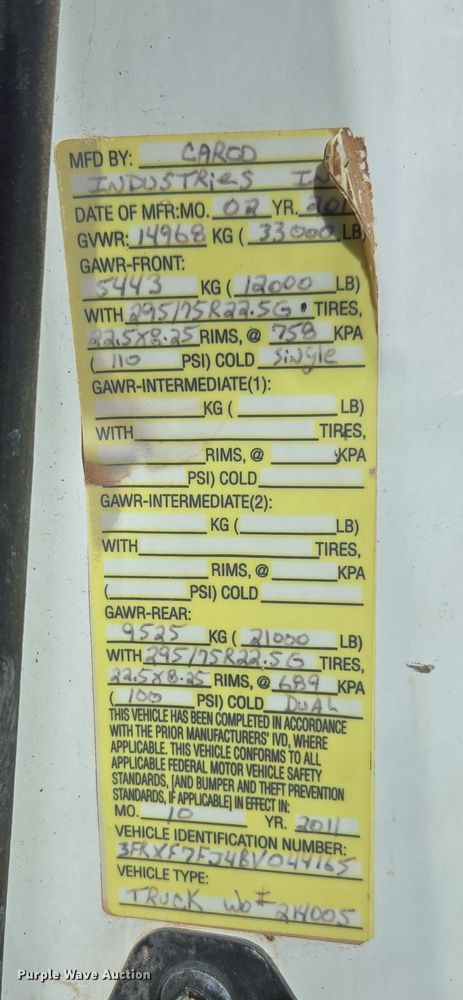 MFD BY: CARCO
INDUSTRIES
DATE OF MFR:MO. 02 YR.
GVWR: 14968 KG ( 33000 LB)
GAWR-FRONT:
5443 KG ( 12000 LB)
WITH 295/75R22.5G TIRES,
22.5X8.25 RIMS, @ 758 KPA
( 110 PSI) COLD Single
GAWR-INTERMEDIATE(1):
KG ( LB)
WITH TIRES,
RIMS, @ KPA
PSI) COLD
GAWR-INTERMEDIATE(2):
KG ( LB)
WITH TIRES,
RIMS, @ KPA
( PSI) COLD
GAWR-REAR:
9525 KG ( 21000 LB)
WITH 295/75R22.5G TIRES,
22.5X8.25 RIMS, @ 689 KPA
( 100 PSI) COLD DUAL
THIS VEHICLE HAS BEEN COMPLETED IN ACCORDANCE
WITH THE PRIOR MANUFACTURERS' IVD, WHERE
APPLICABLE. THIS VEHICLE CONFORMS TO ALL
APPLICABLE FEDERAL MOTOR VEHICLE SAFETY
STANDARDS, [AND BUMPER AND THEFT PREVENTION
STANDARDS, IF APPLICABLE] IN EFFECT IN:
MO. 10 YR. 2011
VEHICLE IDENTIFICATION NUMBER:
3FRXF7FJ4BV044165
VEHICLE TYPE:
TRUCK WO# 214005
Purple Wave Auction